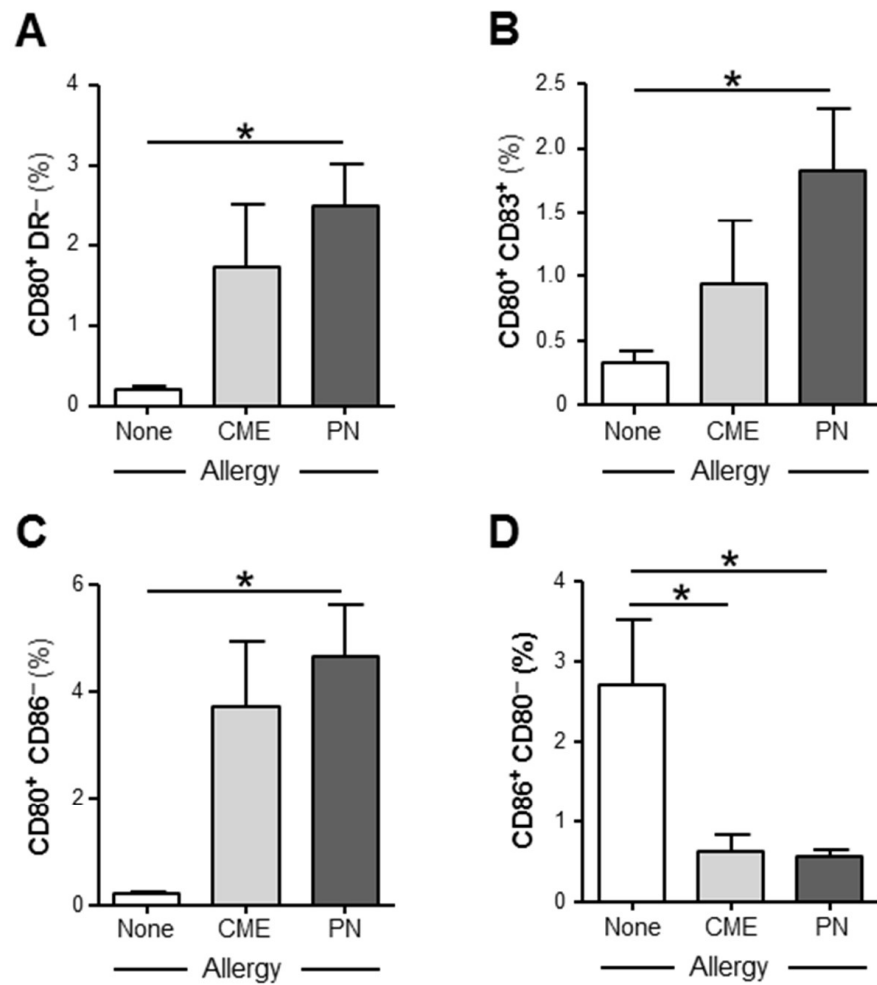 A
CD80⁺ DR⁻ (%)
4
3
2
1
0
*
None CME PN
Allergy
B
CD80⁺ CD83⁺ (%)
2.5
2.0
1.5
1.0
0.5
0
*
None CME PN
Allergy
C
CD80⁺ CD86⁻ (%)
6
4
2
0
*
None CME PN
Allergy
D
CD86⁺ CD80⁻ (%)
4
3
2
1
0
*
*
None CME PN
Allergy